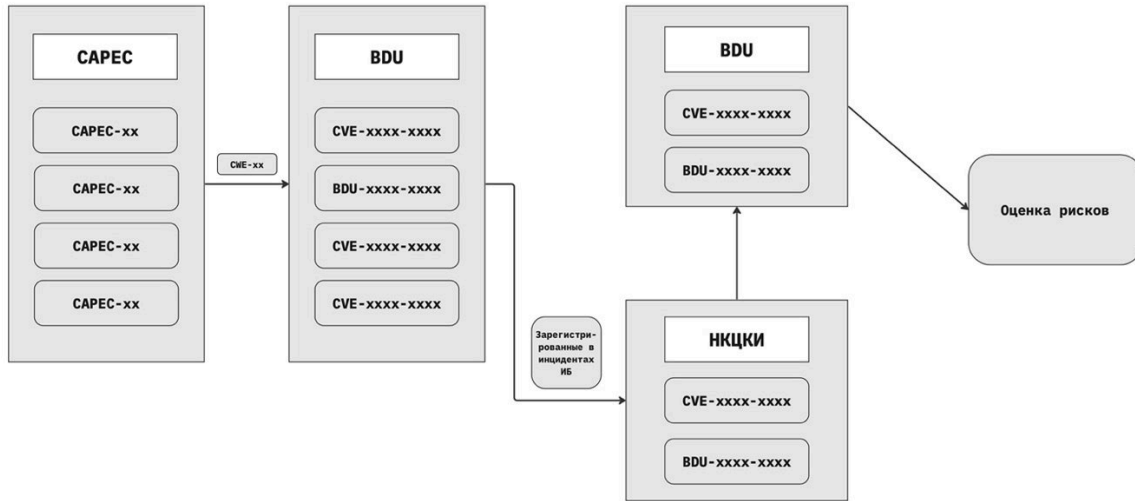 CAPEC
CAPEC-xx
CAPEC-xx
CAPEC-xx
CAPEC-xx
CWE-xx
BDU
CVE-xxxx-xxxx
BDU-xxxx-xxxx
CVE-xxxx-xxxx
CVE-xxxx-xxxx
Зарегистри-
рованные в
инцидентах
ИБ
НКЦКИ
CVE-xxxx-xxxx
BDU-xxxx-xxxx
BDU
CVE-xxxx-xxxx
BDU-xxxx-xxxx
Оценка рисков